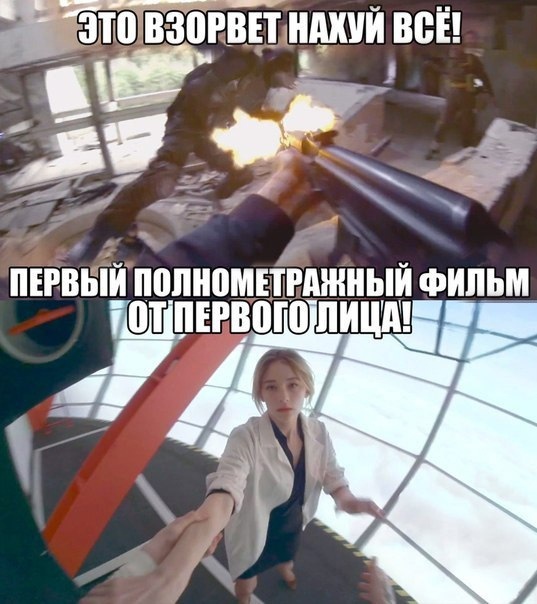 ЭТО ВЗОРВЕТ НАХУЙ ВСЁ!
ПЕРВЫЙ ПОЛНОМЕТРАЖНЫЙ ФИЛЬМ
ОТ ПЕРВОГО ЛИЦА!